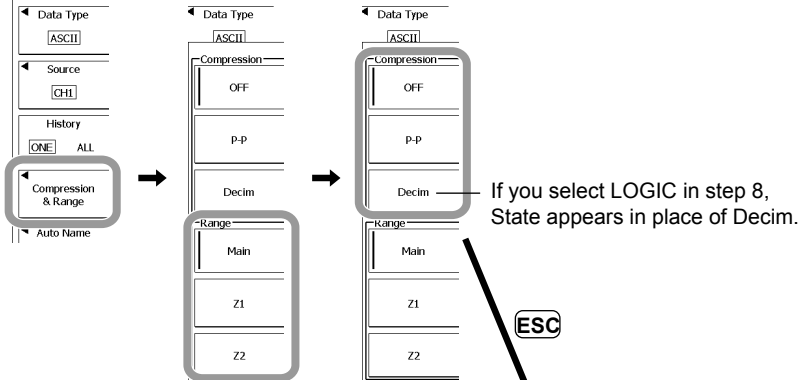 Data Type
ASCII
Source
CH1
History
ONE ALL
Compression
& Range
Auto Name
Data Type
ASCII
Compression
OFF
P-P
Decim
Range
Main
Z1
Z2
Data Type
ASCII
Compression
OFF
P-P
Decim
Range
Main
Z1
Z2
If you select LOGIC in step 8,
State appears in place of Decim.
ESC